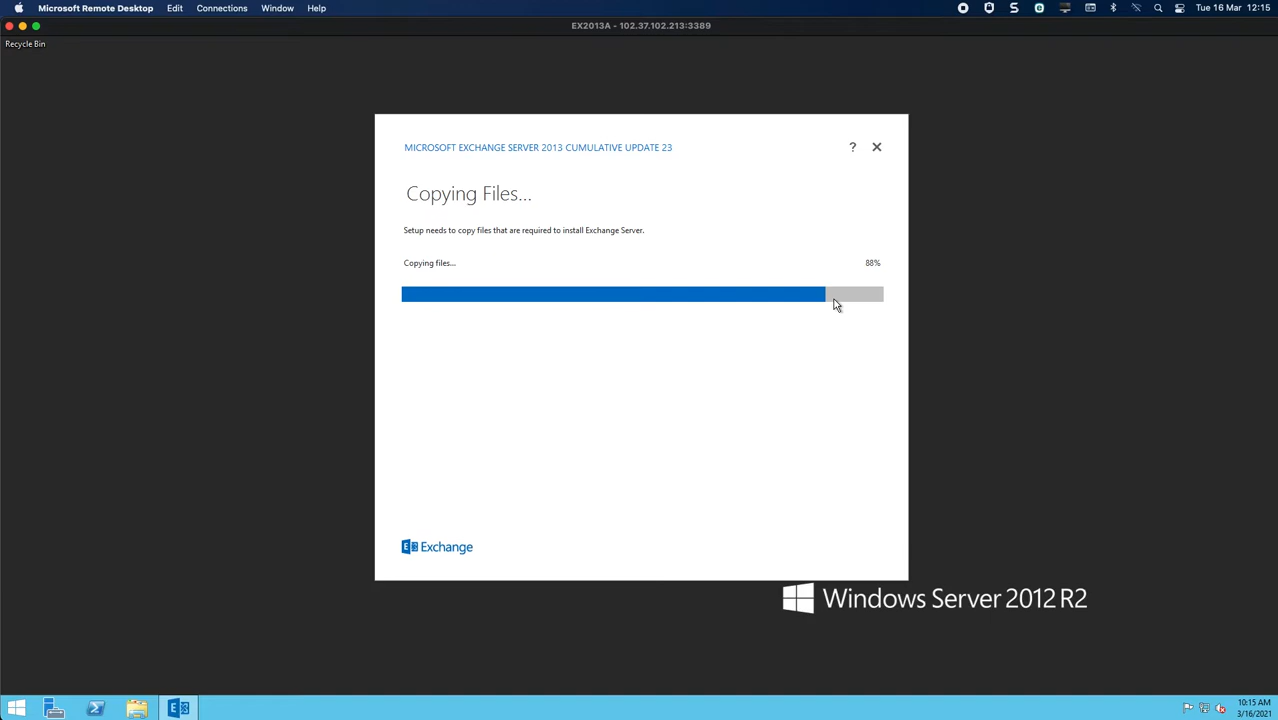 Microsoft Remote Desktop Edit Connections Window Help Tue 16 Mar 12:15
EX2013A - 102.37.102.213:3389
Recycle Bin
MICROSOFT EXCHANGE SERVER 2013 CUMULATIVE UPDATE 23 ? ✕
Copying Files...
Setup needs to copy files that are required to install Exchange Server.
Copying files... 88%
Exchange
Windows Server 2012 R2
10:15 AM
3/16/2021